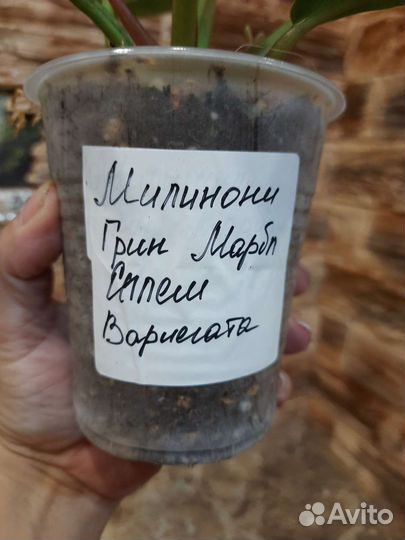 Милинони
Грин Марбл
Сплеш
Вариегата
Avito